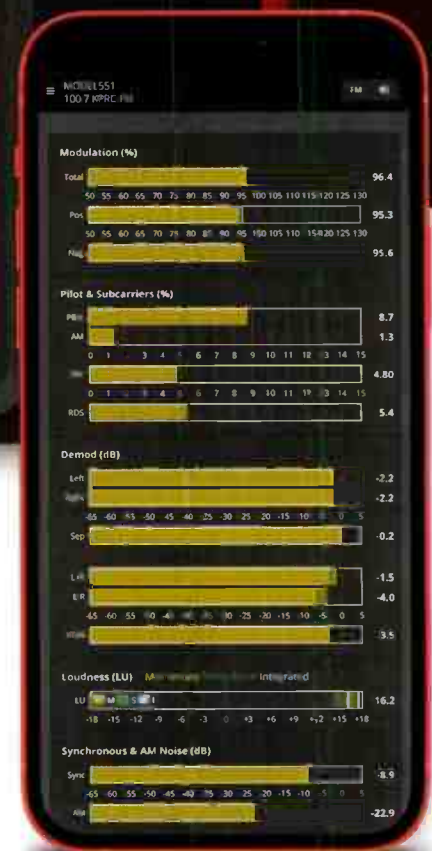 ≡ MODEL551 FM
100.7 KPRC-FM
Modulation (%)
Total 96.4
50 55 60 65 70 75 80 85 90 95 100 105 110 115 120 125 130
Pos 95.3
50 55 60 65 70 75 80 85 90 95 100 105 110 115 120 125 130
Neg 95.6
Pilot & Subcarriers (%)
Pilot 8.7
AM 1.3
0 1 3 4 5 6 7 8 9 10 11 12 13 14 15
4.80
0 1 3 4 5 6 7 8 9 10 11 12 13 14 15
RDS 5.4
Demod (dB)
Left -2.2
Right -2.2
-65 -60 -55 -50 -45 -40 -35 -30 -25 -20 -15 -10 -5 0 5
Sep -0.2
L+R -1.5
L-R -4.0
-65 -60 -55 -50 -45 -40 -35 -30 -25 -20 -15 -10 -5 0 5
3.5
Loudness (LU) Integrated
LU M S I 16.2
-18 -15 -12 -9 -6 -3 0 +3 +6 +9 +12 +15 +18
Synchronous & AM Noise (dB)
Sync -8.9
-65 -60 -55 -50 -45 -40 -35 -30 -25 -20 -15 -10 -5 0 5
AM -22.9